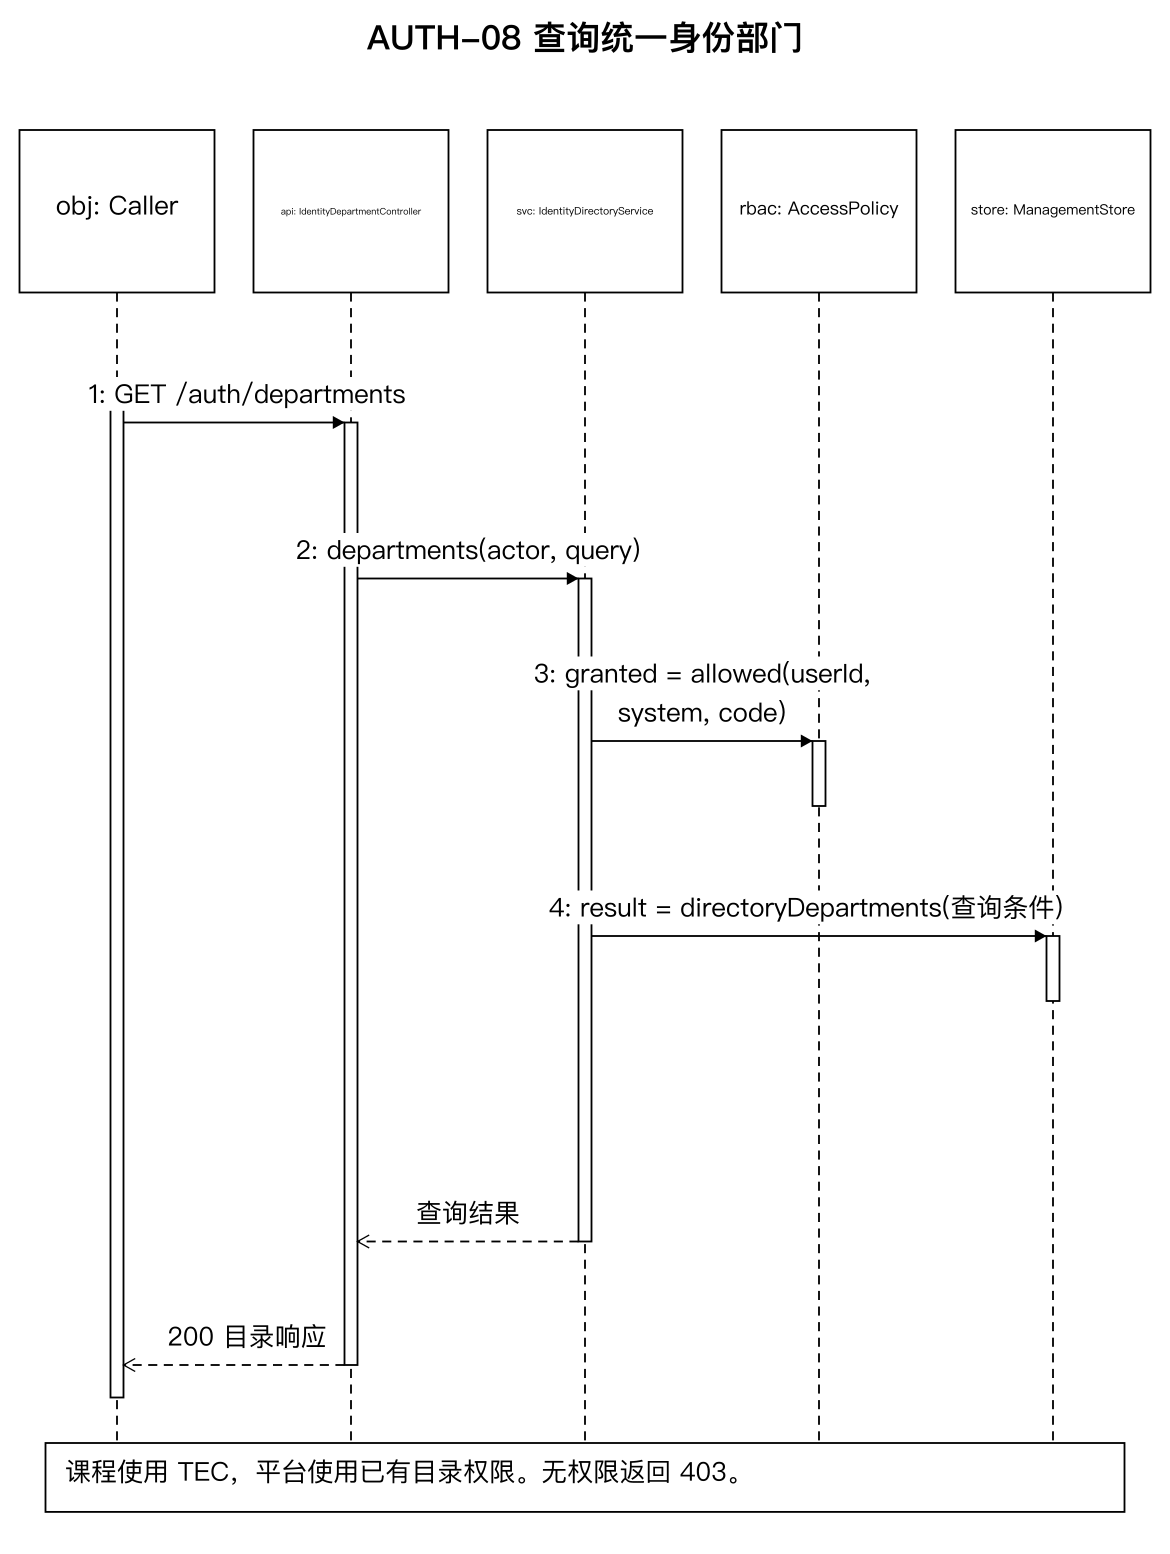 AUTH–08 查询统一身份部门
obj: Caller
api: IdentityDepartmentController
svc: IdentityDirectoryService
rbac: AccessPolicy
store: ManagementStore
1: GET /auth/departments
2: departments(actor, query)
3: granted = allowed(userId,
system, code)
4: result = directoryDepartments(查询条件)
查询结果
200 目录响应
课程使用 TEC，平台使用已有目录权限。无权限返回 403。